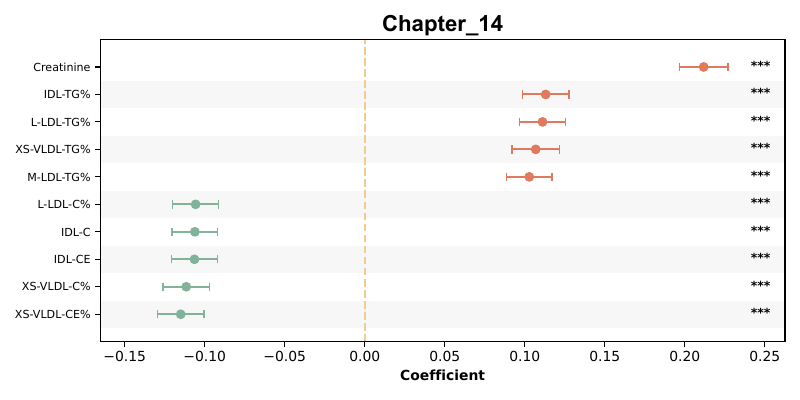 Chapter_14
Creatinine ***
IDL-TG% ***
L-LDL-TG% ***
XS-VLDL-TG% ***
M-LDL-TG% ***
L-LDL-C% ***
IDL-C ***
IDL-CE ***
XS-VLDL-C% ***
XS-VLDL-CE% ***
−0.15 −0.10 −0.05 0.00 0.05 0.10 0.15 0.20 0.25
Coefficient